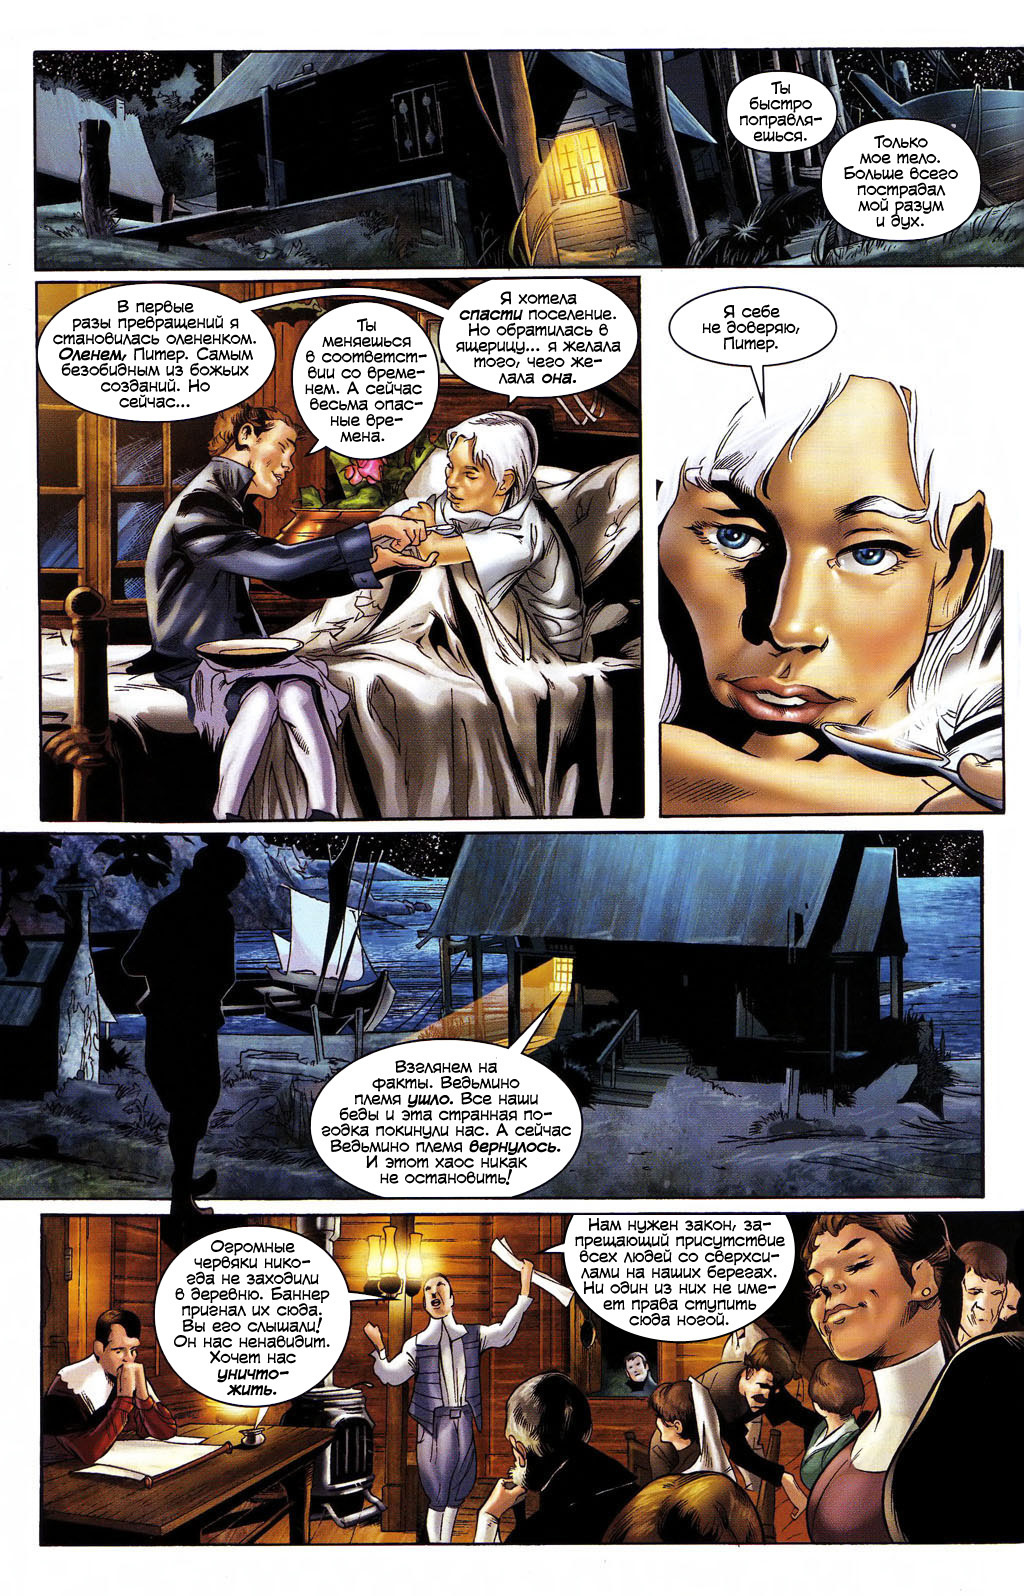 Ты
быстро
поправля-
ешься.
Только
мое тело.
Больше всего
пострадал
мой разум
и дух.
В первые
разы превращений я
становилась олененком.
Оленем, Питер. Самым
безобидным из божьих
созданий. Но
сейчас...
Ты
меняешься
в соответст-
вии со време-
нем. А сейчас
весьма опас-
ные вре-
мена.
Я хотела
спасти поселение.
Но обратилась в
ящерицу... я желала
того, чего же-
лала она.
Я себе
не доверяю,
Питер.
Взглянем на
факты. Ведьмино
племя ушло. Все наши
беды и эта странная по-
годка покинули нас. А сейчас
Ведьмино племя вернулось.
И этот хаос никак
не остановить!
Огромные
червяки нико-
гда не заходили
в деревню. Баннер
пригнал их сюда.
Вы его слышали!
Он нас ненавидит.
Хочет нас
уничто-
жить.
Нам нужен закон, за-
прещающий присутствие
всех людей со сверхси-
лами на наших берегах.
Ни один из них не име-
ет права ступить
сюда ногой.